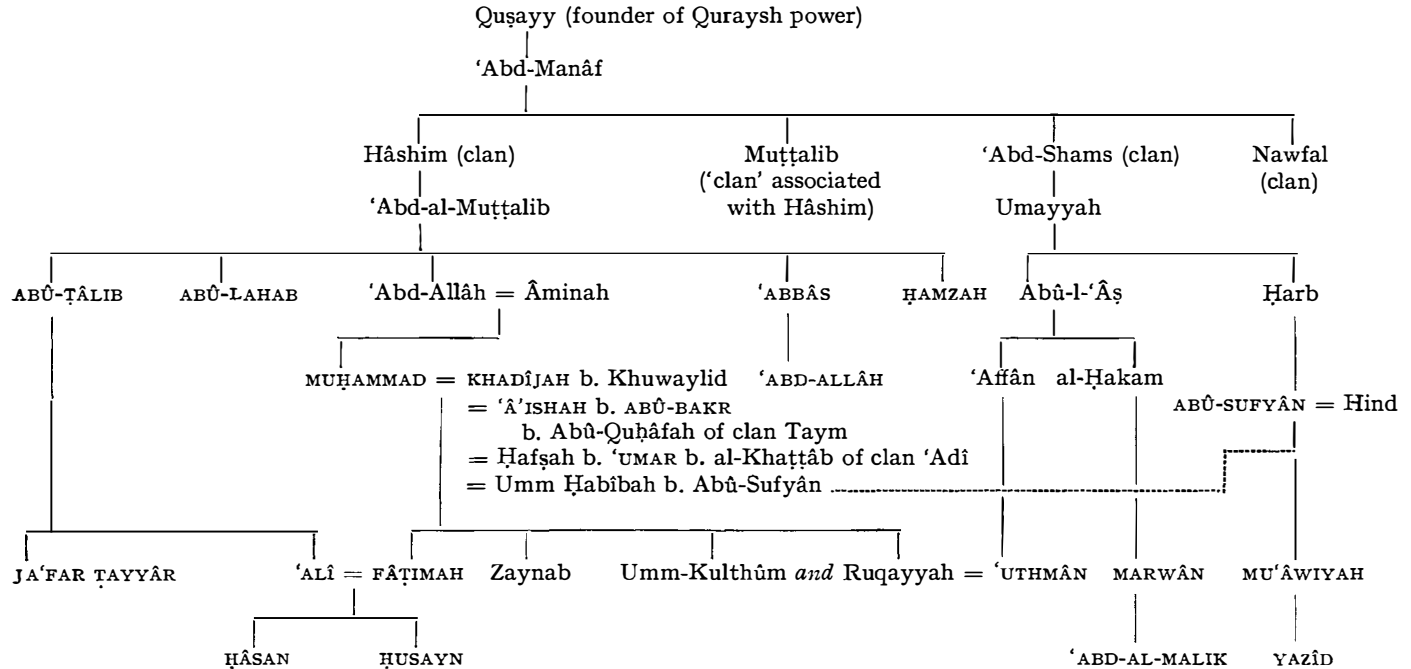 Quṣayy (founder of Quraysh power)
‘Abd-Manâf
Hâshim (clan) Muṭṭalib ‘Abd-Shams (clan) Nawfal
(‘clan’ associated (clan)
with Hâshim)
‘Abd-al-Muṭṭalib Umayyah
ABÛ-ṬÂLIB ABÛ-LAHAB ‘Abd-Allâh = Âminah ‘ABBÂS ḤAMZAH Abû-l-‘Âṣ Ḥarb
MUḤAMMAD = KHADÎJAH b. Khuwaylid ‘ABD-ALLÂH ‘Affân al-Ḥakam
= ‘Â’ISHAH b. ABÛ-BAKR ABÛ-SUFYÂN = Hind
b. Abû-Quḥâfah of clan Taym
= Ḥafṣah b. ‘UMAR b. al-Khaṭṭâb of clan ‘Adî
= Umm Ḥabîbah b. Abû-Sufyân
JA‘FAR ṬAYYÂR ‘ALÎ = FÂṬIMAH Zaynab Umm-Kulthûm and Ruqayyah = ‘UTHMÂN MARWÂN MU‘ÂWIYAH
ḤÂSAN ḤUSAYN ‘ABD-AL-MALIK YAZÎD